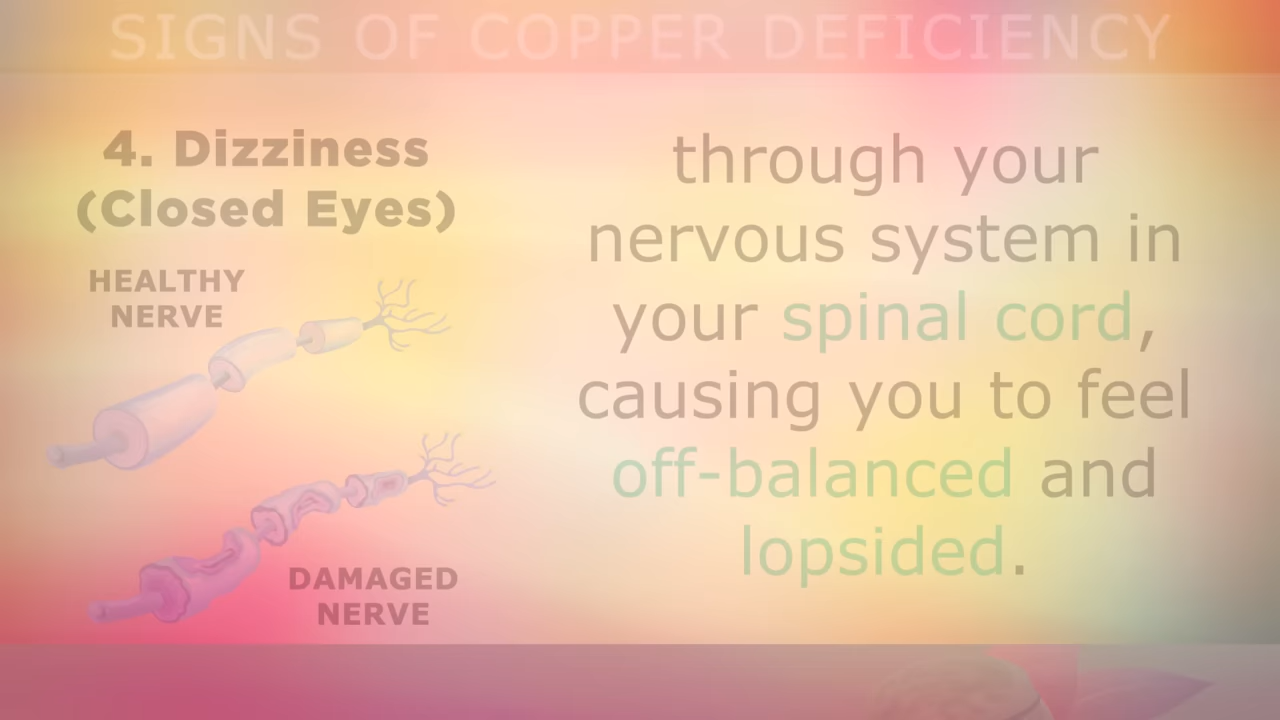 SIGNS OF COPPER DEFICIENCY
4. Dizziness
(Closed Eyes)
HEALTHY
NERVE
DAMAGED
NERVE
through your
nervous system in
your spinal cord,
causing you to feel
off-balanced and
lopsided.